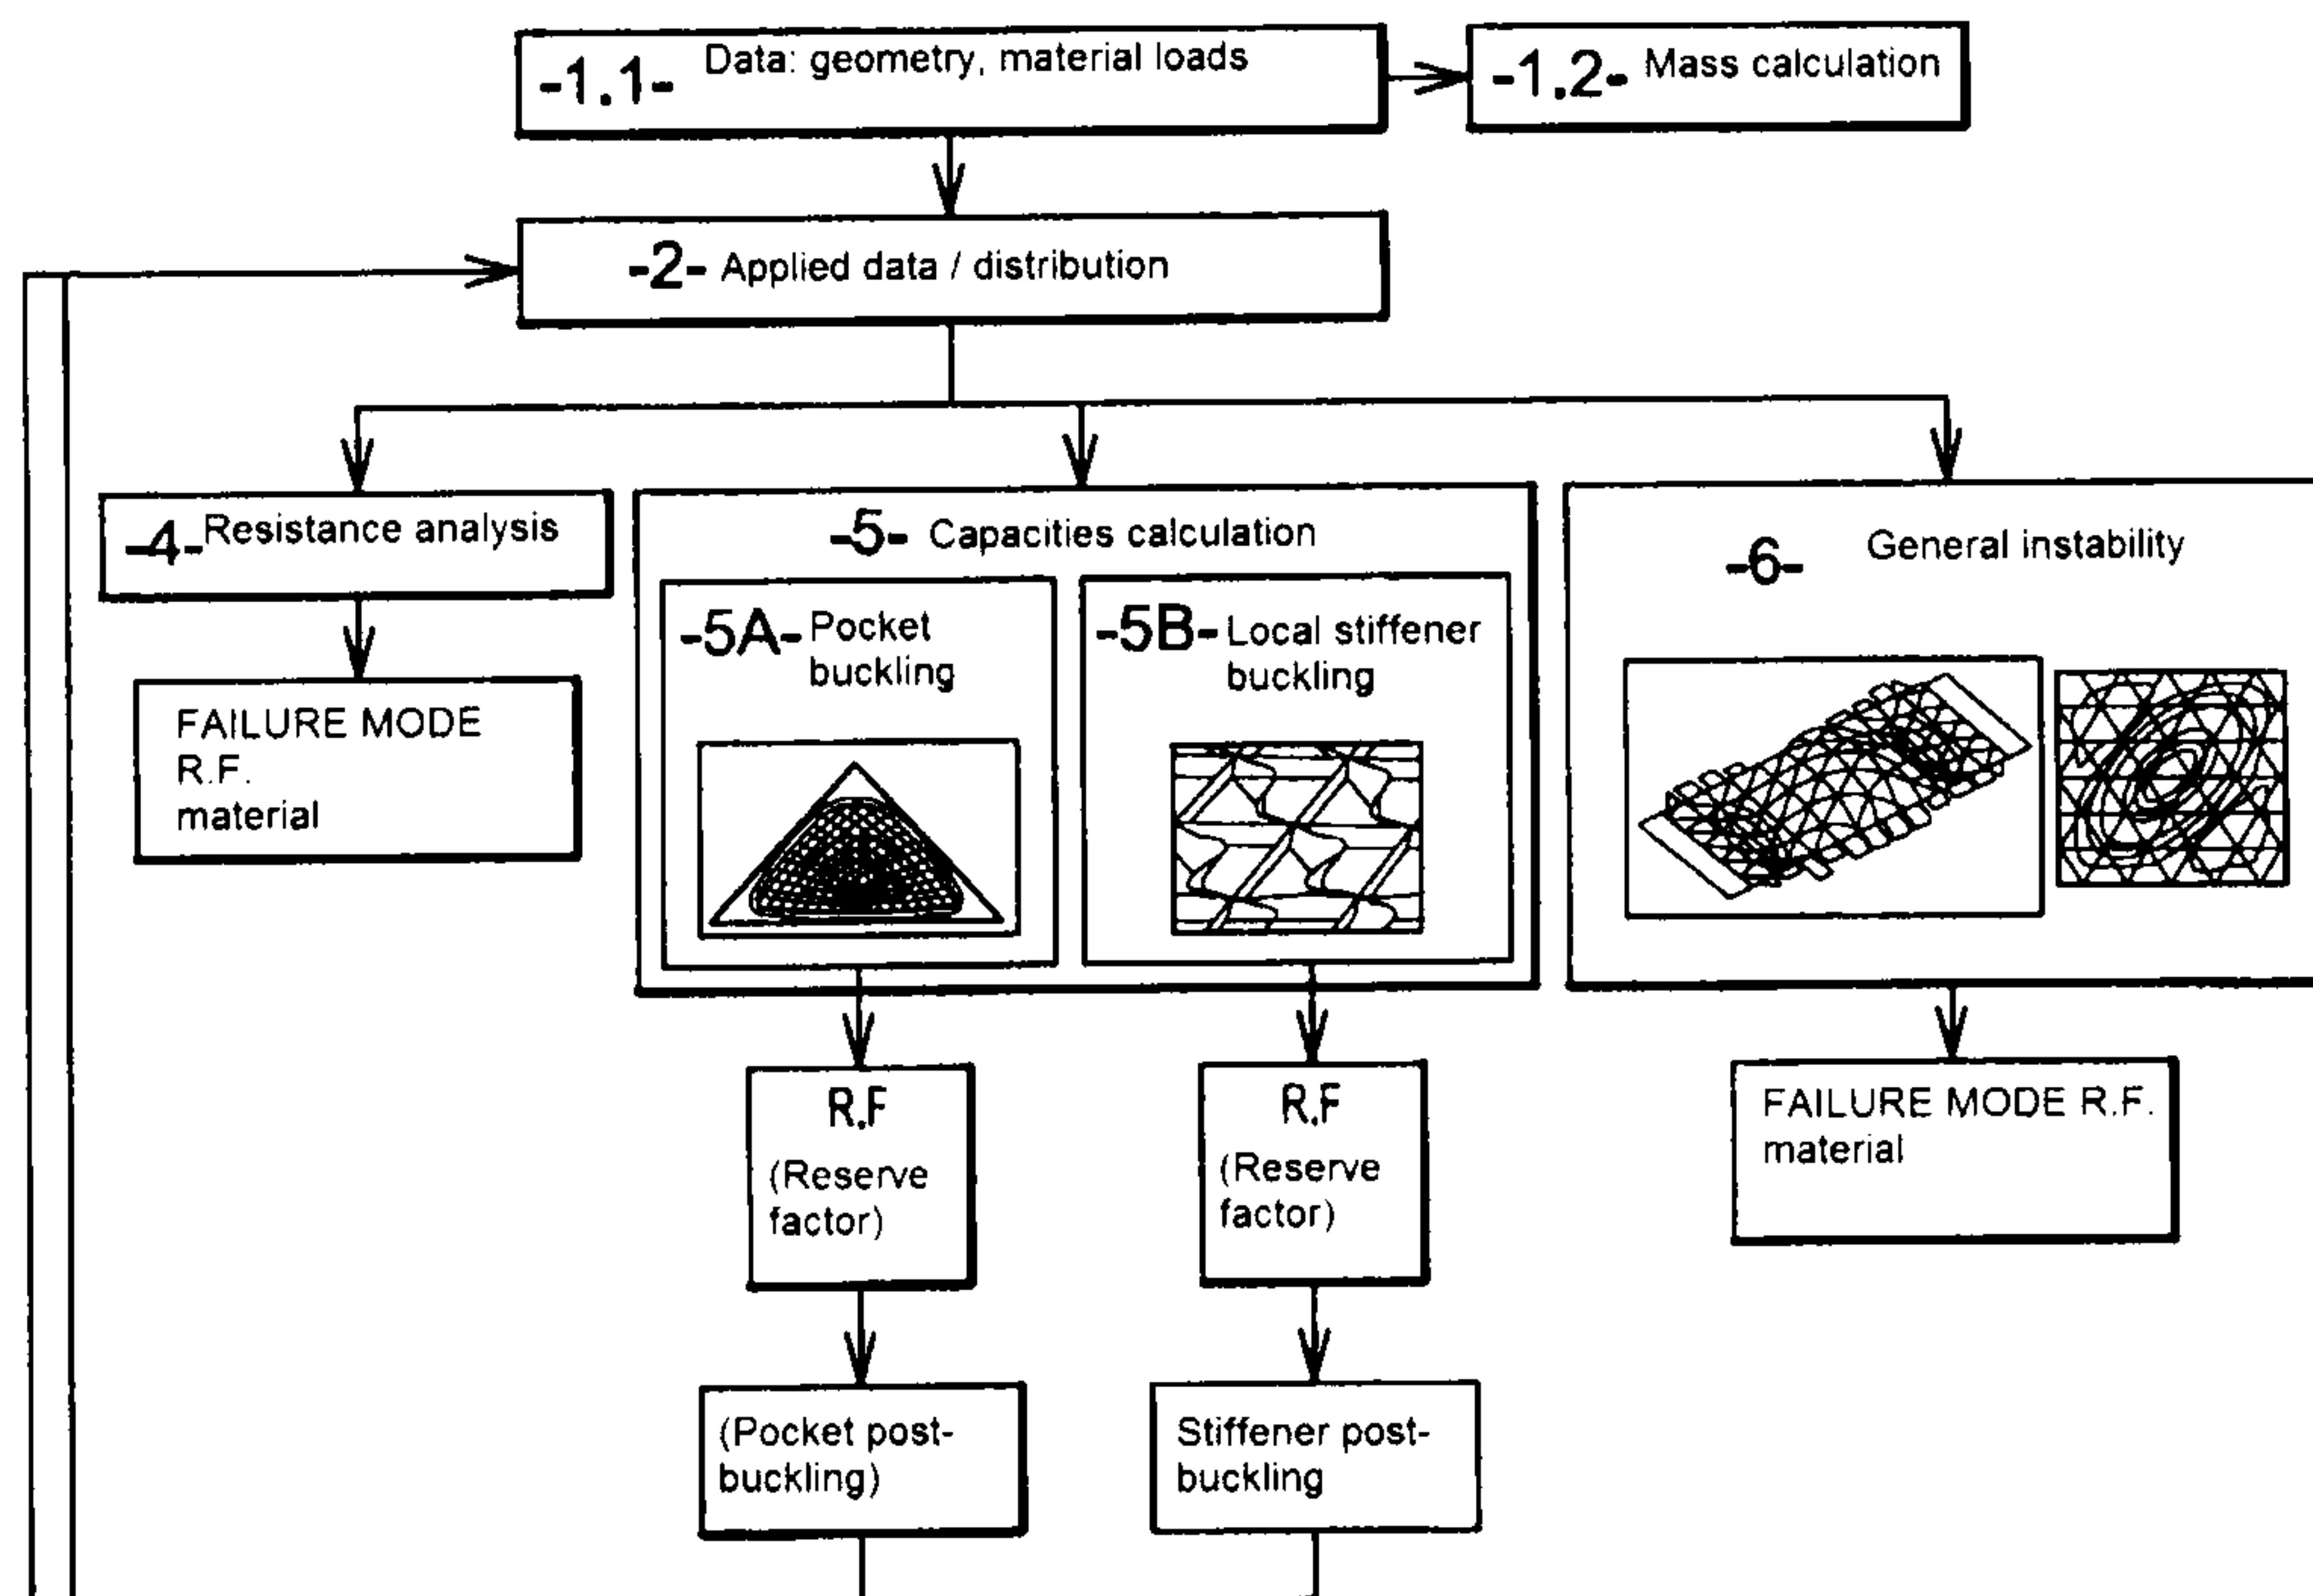 -1.1- Data: geometry, material loads
-1.2- Mass calculation
-2- Applied data / distribution
-4- Resistance analysis
FAILURE MODE
R.F.
material
-5- Capacities calculation
-5A- Pocket
buckling
-5B- Local stiffener
buckling
-6- General instability
R.F
(Reserve
factor)
R.F
(Reserve
factor)
FAILURE MODE R.F.
material
(Pocket post-
buckling)
Stiffener post-
buckling